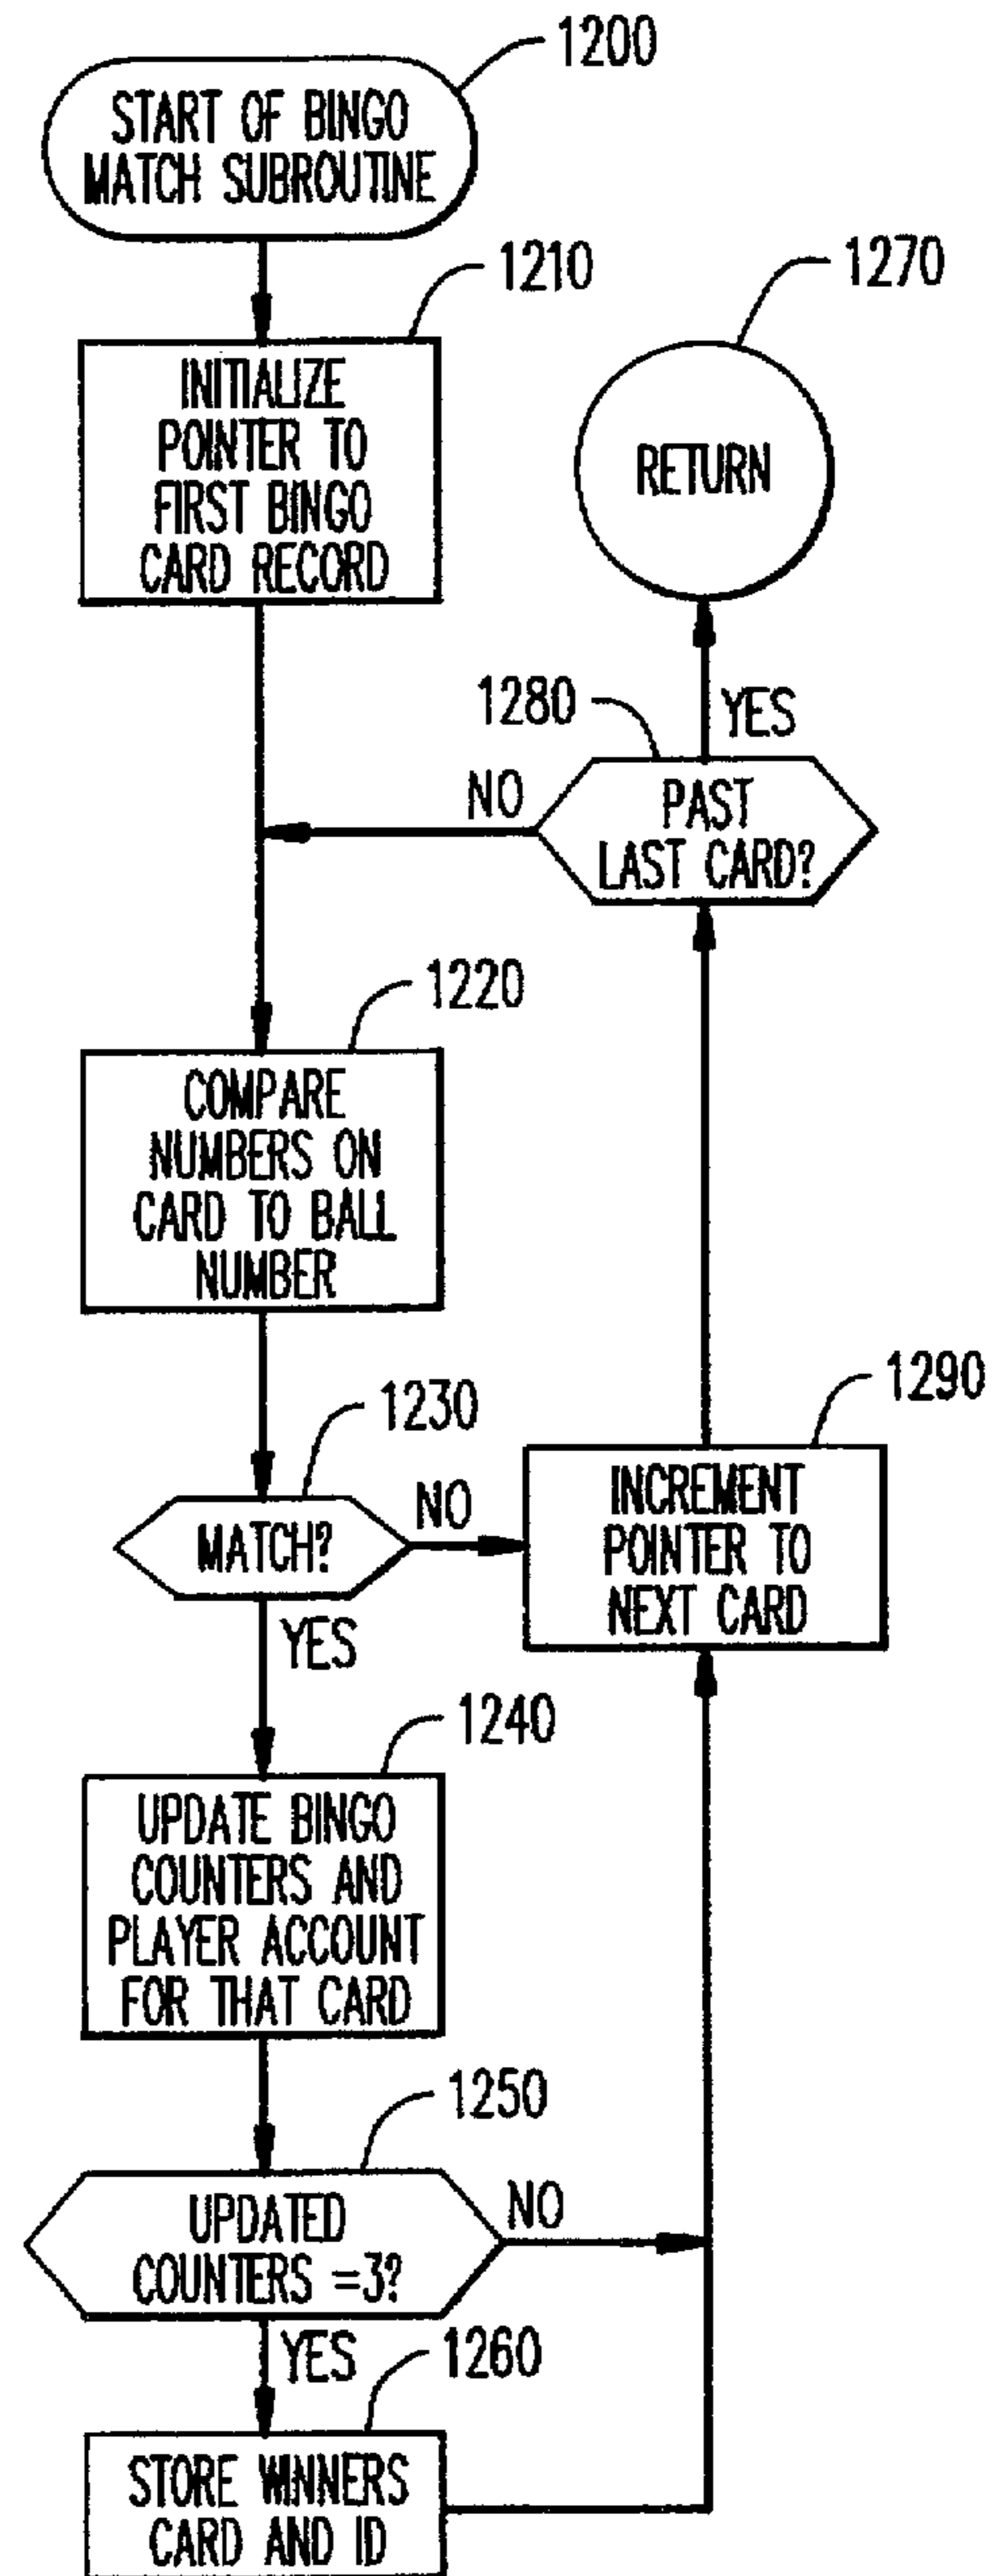 1200
START OF BINGO
MATCH SUBROUTINE
1210
INITIALIZE
POINTER TO
FIRST BINGO
CARD RECORD
1270
RETURN
1280
YES
NO
PAST
LAST CARD?
1220
COMPARE
NUMBERS ON
CARD TO BALL
NUMBER
1230
MATCH?
NO
YES
1290
INCREMENT
POINTER TO
NEXT CARD
1240
UPDATE BINGO
COUNTERS AND
PLAYER ACCOUNT
FOR THAT CARD
1250
UPDATED
COUNTERS =3?
NO
YES
1260
STORE WINNERS
CARD AND ID